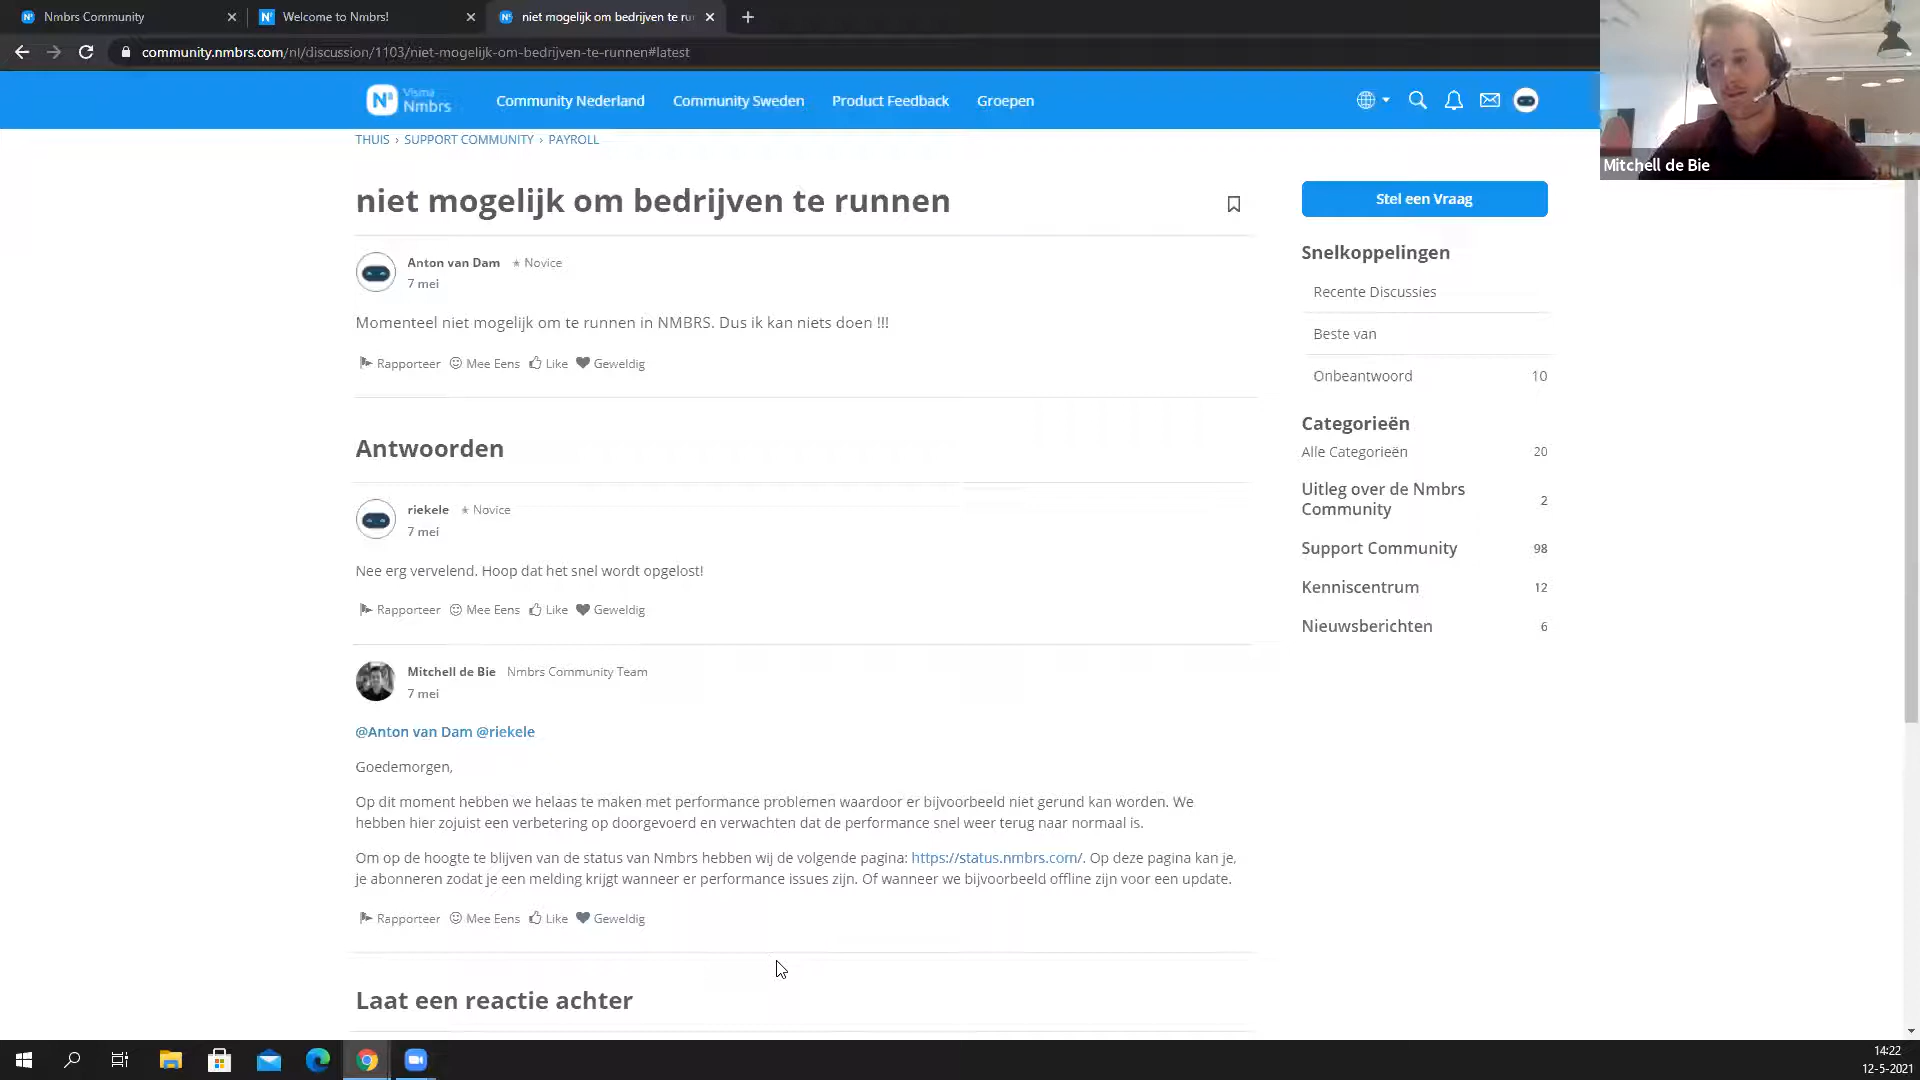 Nmbrs Community
Welcome to Nmbrs!
niet mogelijk om bedrijven te ru
community.nmbrs.com/nl/discussion/1103/niet-mogelijk-om-bedrijven-te-runnen#latest
Visma
Nmbrs
Community Nederland
Community Sweden
Product Feedback
Groepen
Mitchell de Bie
THUIS › SUPPORT COMMUNITY › PAYROLL
niet mogelijk om bedrijven te runnen
Anton van Dam ★ Novice
7 mei
Momenteel niet mogelijk om te runnen in NMBRS. Dus ik kan niets doen !!!
Rapporteer Mee Eens Like Geweldig
Antwoorden
riekele ★ Novice
7 mei
Nee erg vervelend. Hoop dat het snel wordt opgelost!
Rapporteer Mee Eens Like Geweldig
Mitchell de Bie Nmbrs Community Team
7 mei
@Anton van Dam @riekele
Goedemorgen,
Op dit moment hebben we helaas te maken met performance problemen waardoor er bijvoorbeeld niet gerund kan worden. We
hebben hier zojuist een verbetering op doorgevoerd en verwachten dat de performance snel weer terug naar normaal is.
Om op de hoogte te blijven van de status van Nmbrs hebben wij de volgende pagina: https://status.nmbrs.com/. Op deze pagina kan je,
je abonneren zodat je een melding krijgt wanneer er performance issues zijn. Of wanneer we bijvoorbeeld offline zijn voor een update.
Rapporteer Mee Eens Like Geweldig
Laat een reactie achter
Stel een Vraag
Snelkoppelingen
Recente Discussies
Beste van
Onbeantwoord 10
Categorieën
Alle Categorieën 20
Uitleg over de Nmbrs
Community 2
Support Community 98
Kenniscentrum 12
Nieuwsberichten 6
14:22
12-5-2021